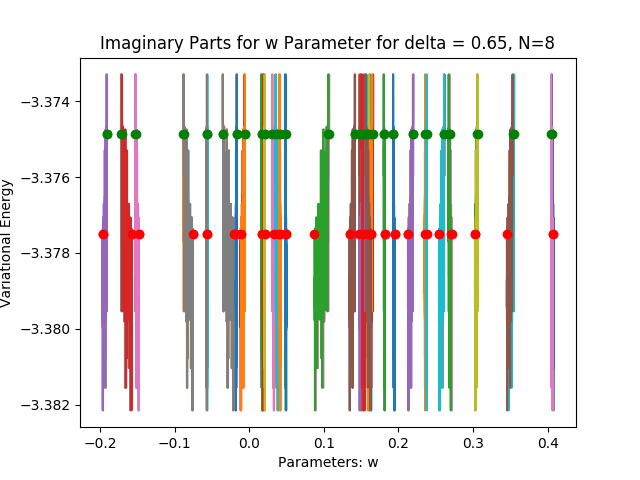 Imaginary Parts for w Parameter for delta = 0.65, N=8
−3.374
−3.376
−3.378
−3.380
−3.382
Variational Energy
−0.2 −0.1 0.0 0.1 0.2 0.3 0.4
Parameters: w